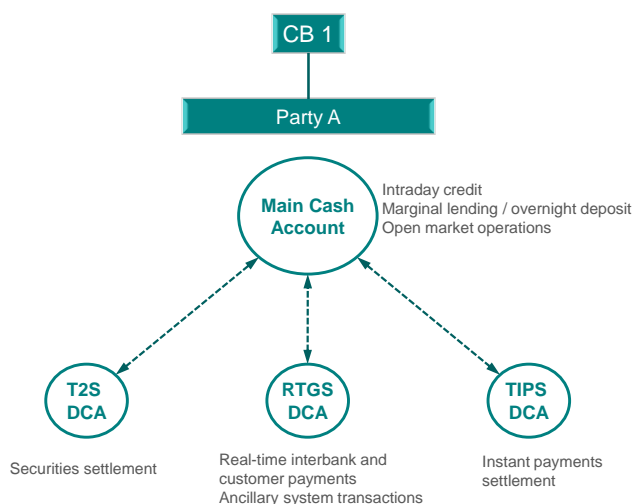 CB 1
Party A
Main Cash
Account
Intraday credit
Marginal lending / overnight deposit
Open market operations
T2S
DCA
RTGS
DCA
TIPS
DCA
Securities settlement
Real-time interbank and
customer payments
Ancillary system transactions
Instant payments
settlement